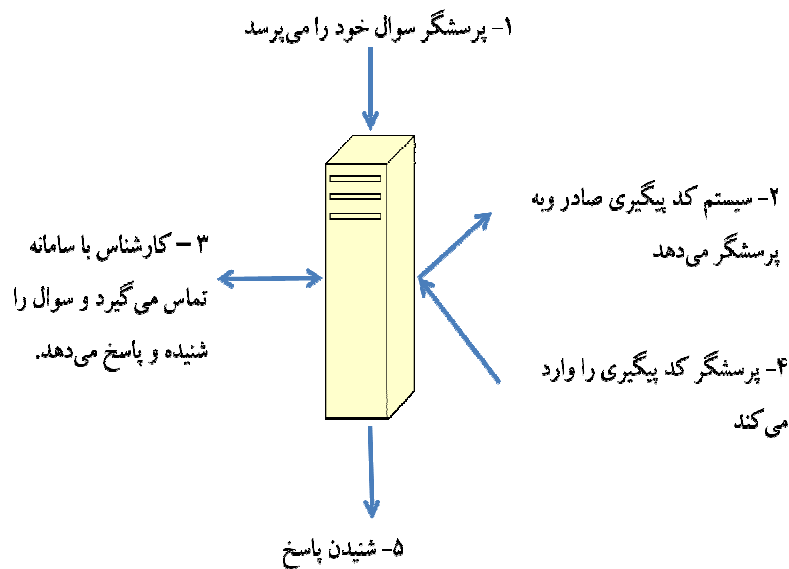 ۱- پرسشگر سوال خود را می‌پرسد
۲- سیستم کد پیگیری صادر وبه
پرسشگر می‌دهد
۳ – کارشناس با سامانه
تماس می‌گیرد و سوال را
شنیده و پاسخ می‌دهد.
۴- پرسشگر کد پیگیری را وارد
می‌کند
۵- شنیدن پاسخ